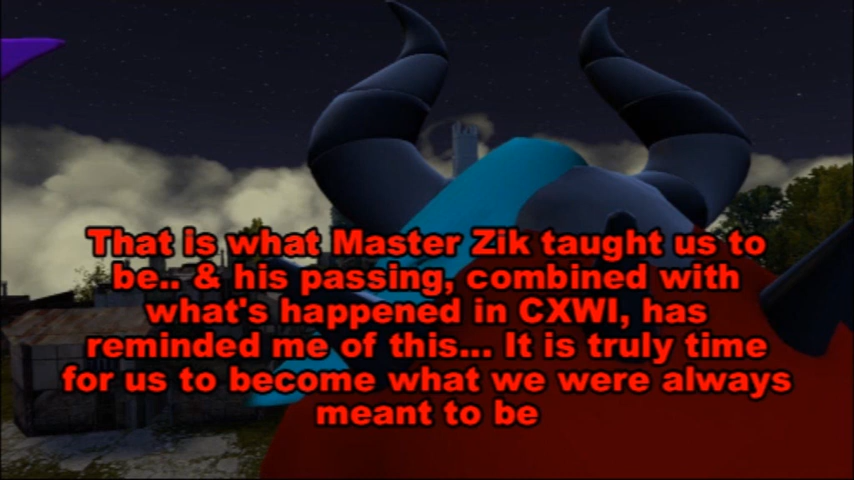 That is what Master Zik taught us to
be.. & his passing, combined with
what's happened in CXWI, has
reminded me of this... It is truly time
for us to become what we were always
meant to be